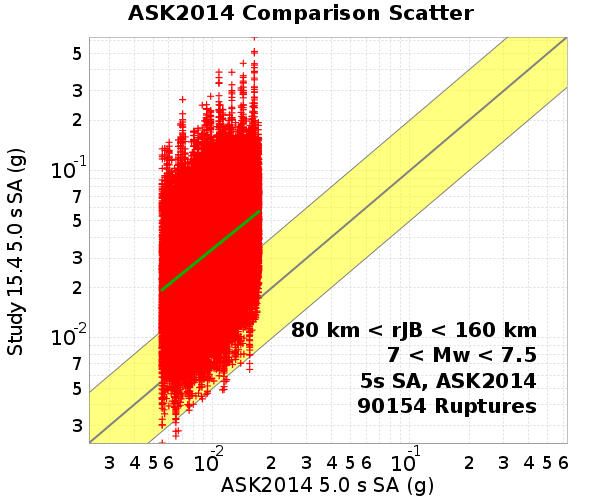 ASK2014 Comparison Scatter
Study 15.4 5.0 s SA (g)
5
3
2
10⁻¹
7
5
3
2
10⁻²
7
5
3
80 km < rJB < 160 km
7 < Mw < 7.5
5s SA, ASK2014
90154 Ruptures
3 4 5 6 10⁻² 2 3 4 5 6 10⁻¹ 2 3 4 5 6
ASK2014 5.0 s SA (g)